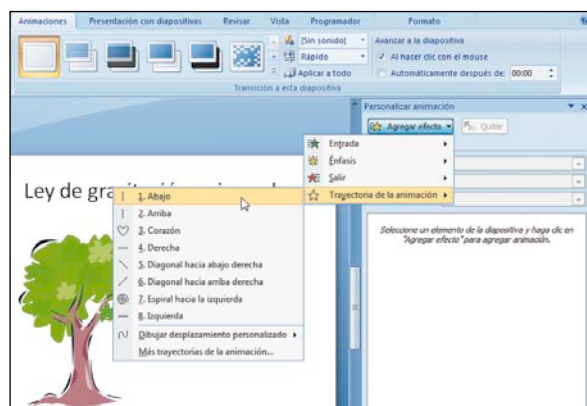 Animaciones Presentación con diapositivas Revisar Vista Programador Formato
[Sin sonido] Avanzar a la diapositiva
Rápido Al hacer clic con el mouse
Aplicar a todo Automáticamente después de: 00:00
Transición a esta diapositiva
Personalizar animación
Agregar efecto Quitar
Entrada
Énfasis
Salir
Trayectoria de la animación
Ley de
1. Abajo
2. Arriba
3. Corazón
4. Derecha
5. Diagonal hacia abajo derecha
6. Diagonal hacia arriba derecha
7. Espiral hacia la izquierda
8. Izquierda
Dibujar desplazamiento personalizado
Más trayectorias de la animación...
Seleccione un elemento de la diapositiva y haga clic en
"Agregar efecto" para agregar animación.